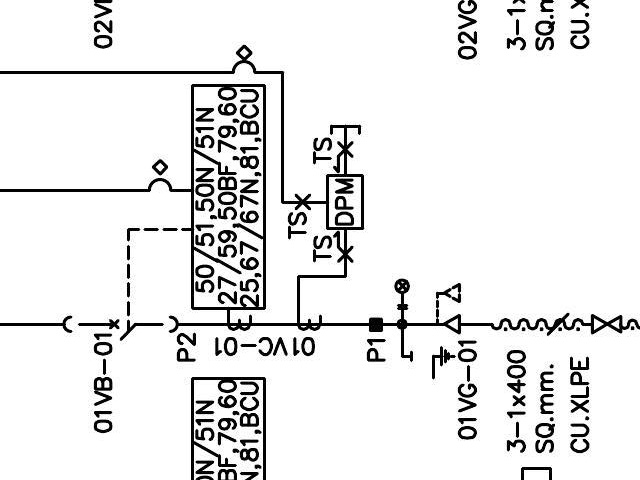 02V
02VG
3-1x
SQ.m
CU.X
50/51,50N/51N
27/59,50BF,79,60
25,67/67N,81,BCU
TS
TS
TS
DPM
01VB-01
P2
01VC-01
P1
01VG-01
3-1x400
SQ.mm.
CU.XLPE
0N/51N
BF,79,60
N,81,BCU